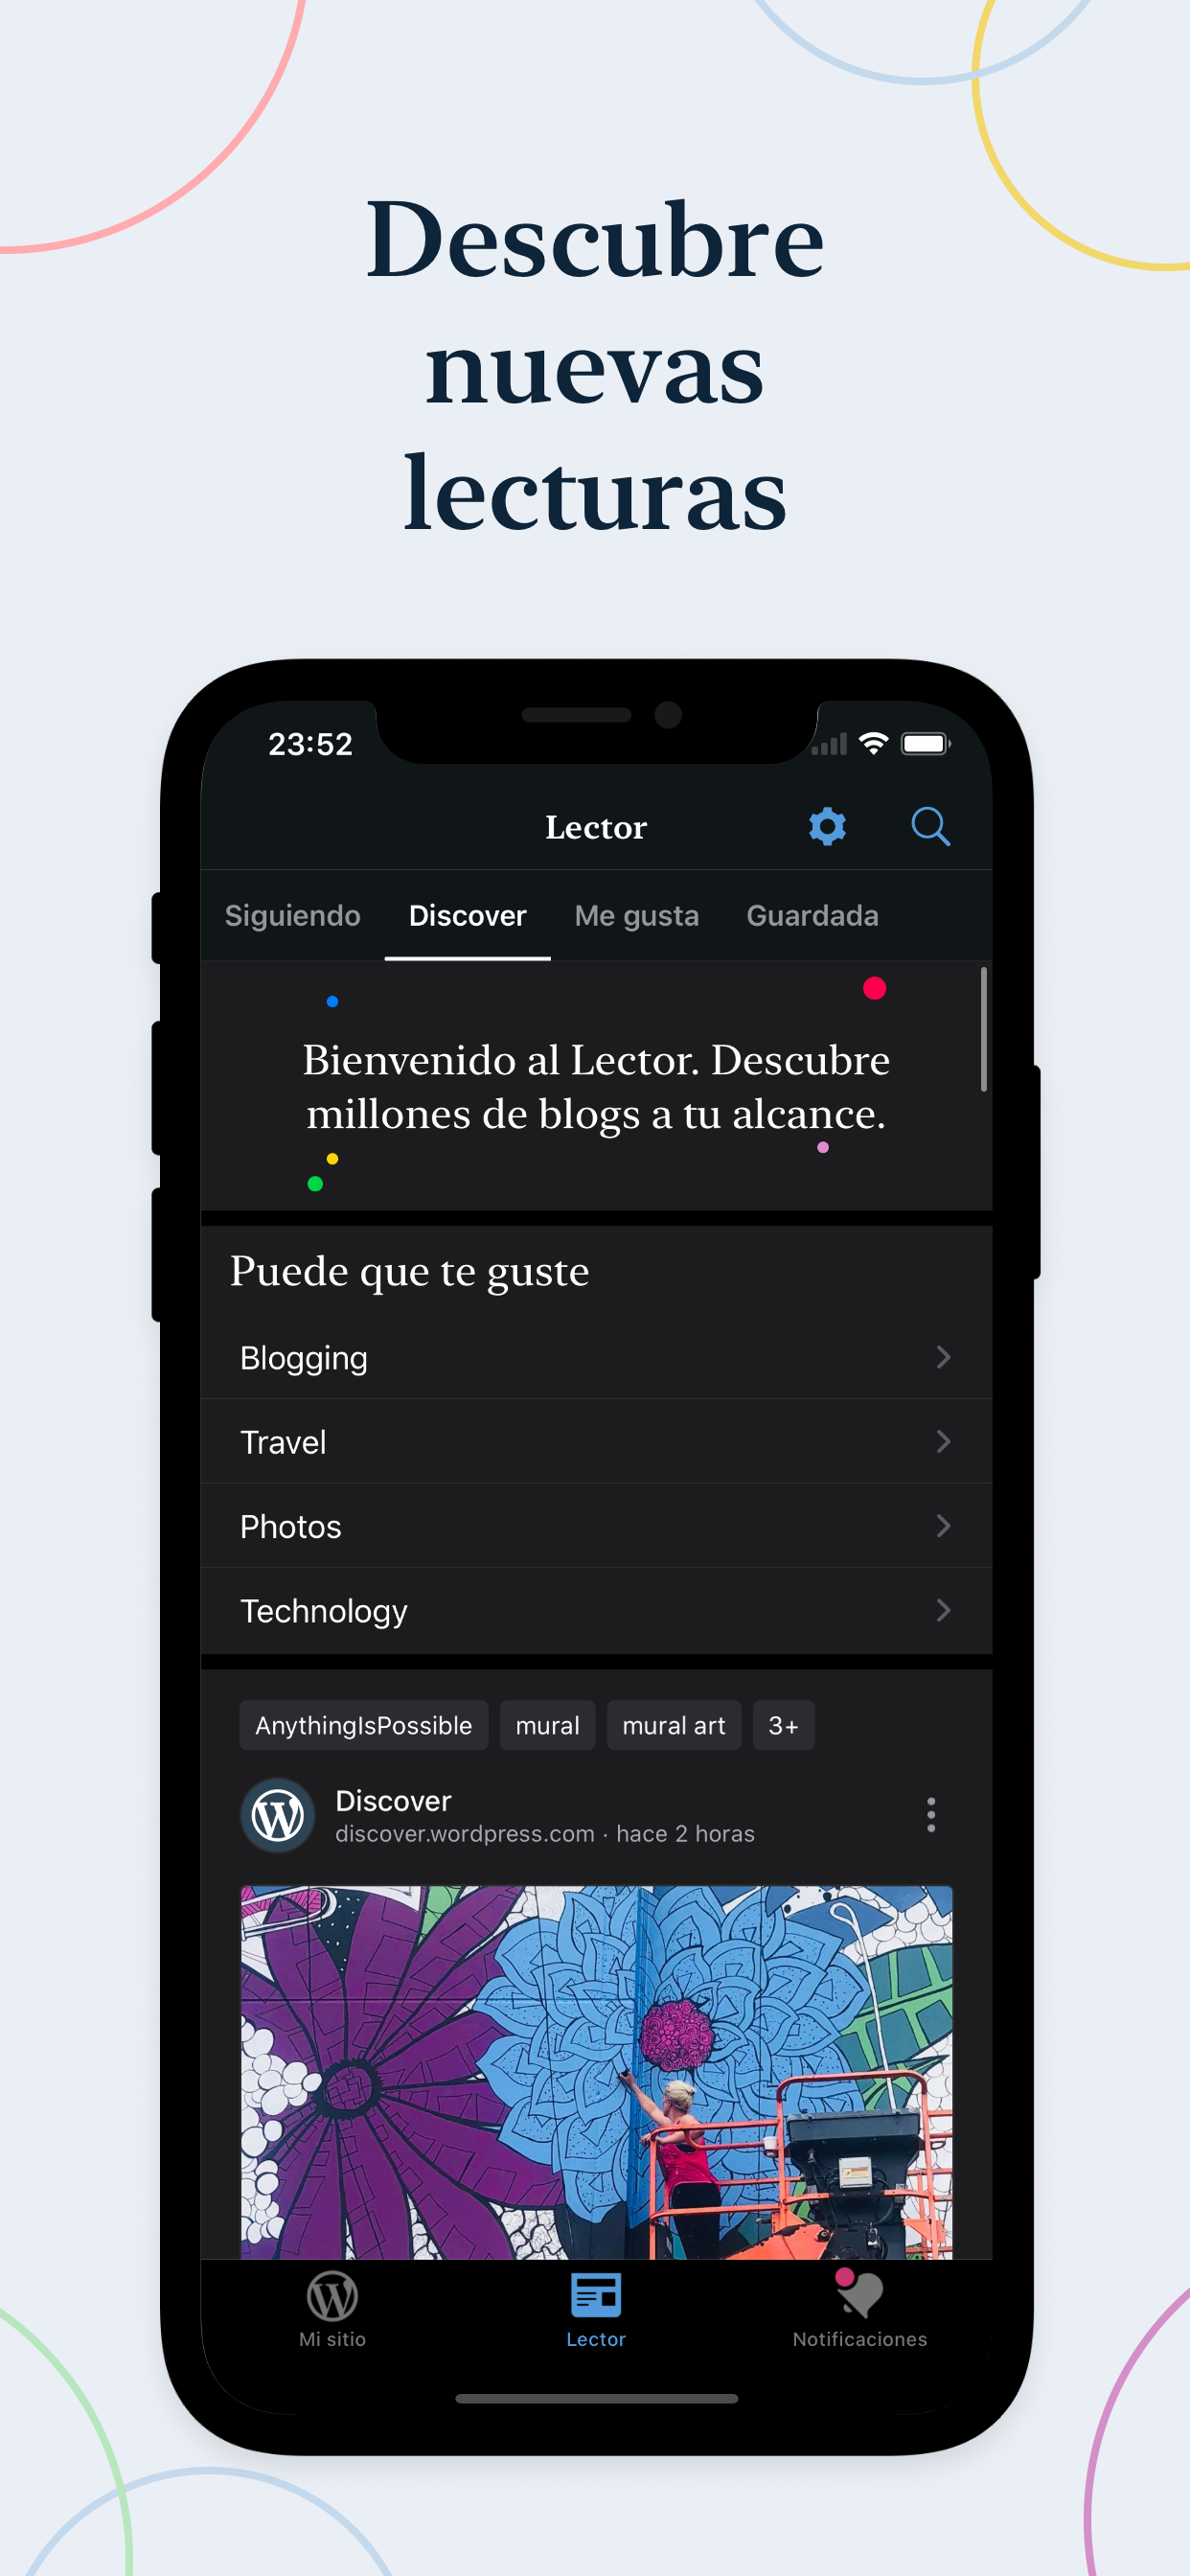 Descubre
nuevas
lecturas
23:52
Lector
Siguiendo Discover Me gusta Guardada
Bienvenido al Lector. Descubre
millones de blogs a tu alcance.
Puede que te guste
Blogging
Travel
Photos
Technology
AnythingIsPossible mural mural art 3+
Discover
discover.wordpress.com · hace 2 horas
Mi sitio Lector Notificaciones